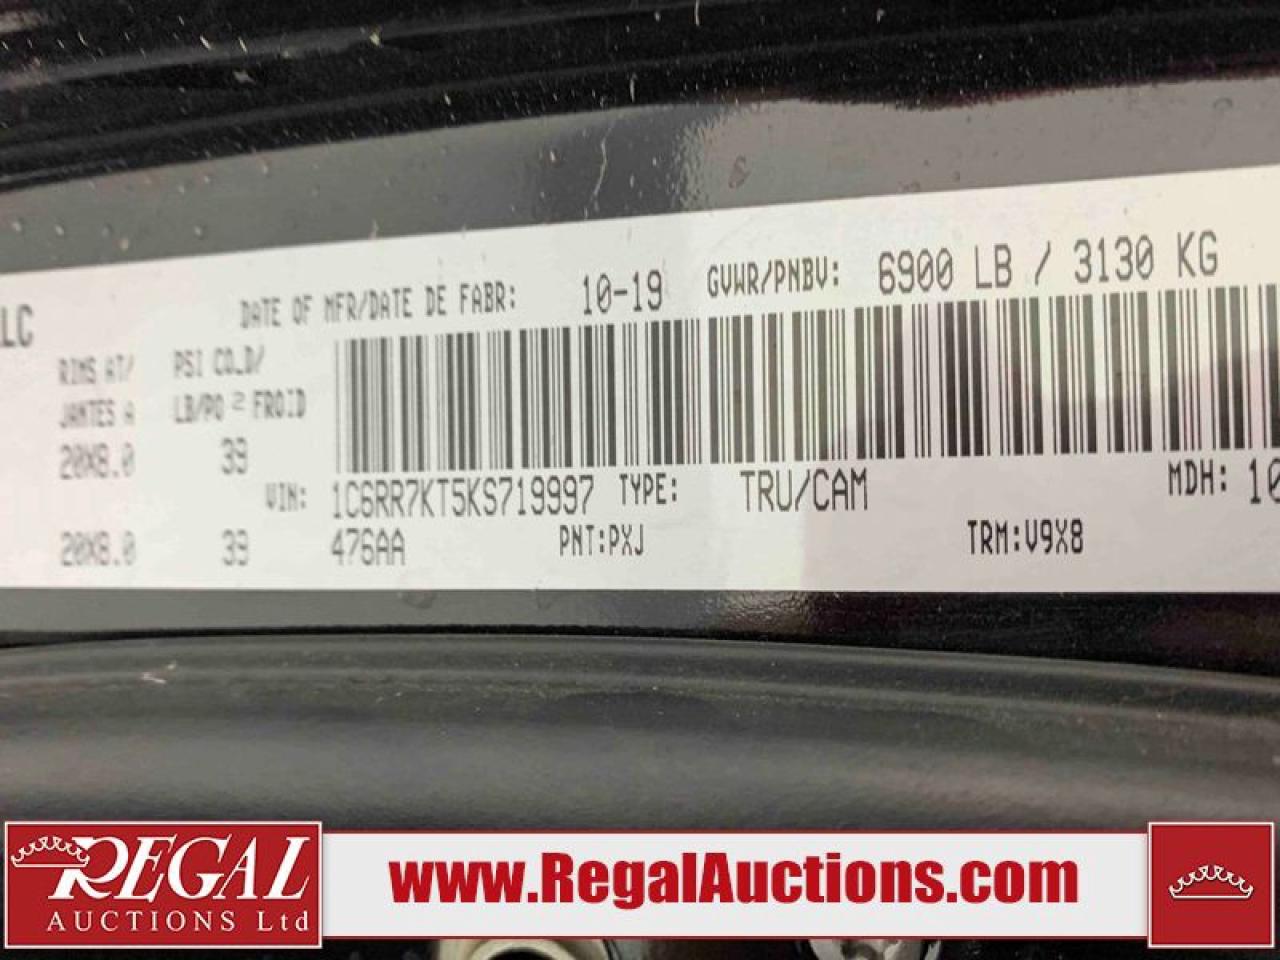 LC
DATE OF MFR/DATE DE FABR: 10-19 GVWR/PNBV: 6900 LB / 3130 KG
RIMS AT/ PSI COLD/
JANTES A LB/PO² FROID
20X8.0 39
VIN: 1C6RR7KT5KS719997 TYPE: TRU/CAM MDH: 10
20X8.0 39 476AA PNT:PXJ TRM:V9X8
REGAL
AUCTIONS Ltd
www.RegalAuctions.com